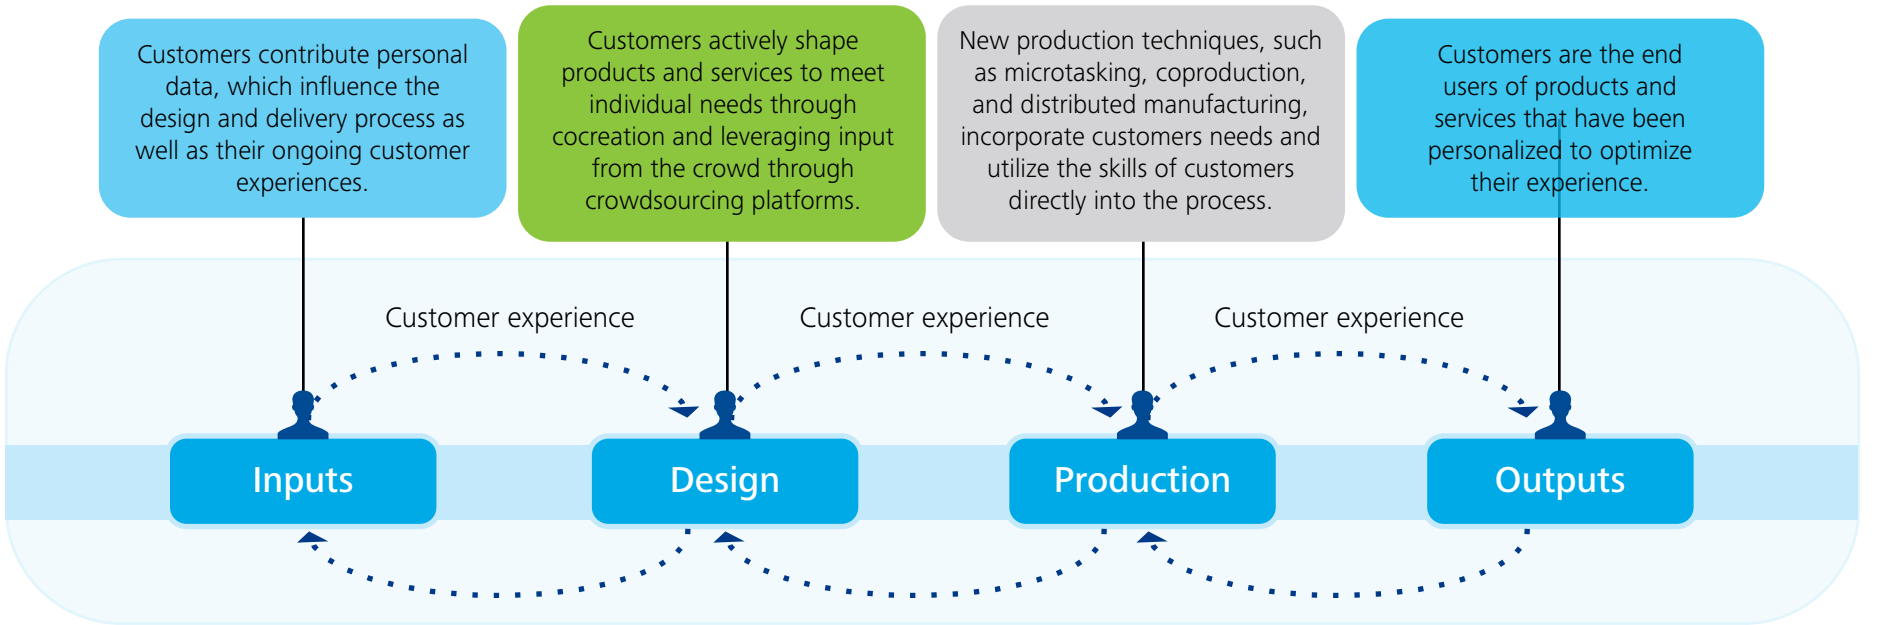 Customers contribute personal
data, which influence the
design and delivery process as
well as their ongoing customer
experiences.
Customers actively shape
products and services to meet
individual needs through
cocreation and leveraging input
from the crowd through
crowdsourcing platforms.
New production techniques, such
as microtasking, coproduction,
and distributed manufacturing,
incorporate customers needs and
utilize the skills of customers
directly into the process.
Customers are the end
users of products and
services that have been
personalized to optimize
their experience.
Customer experience
Customer experience
Customer experience
Inputs
Design
Production
Outputs